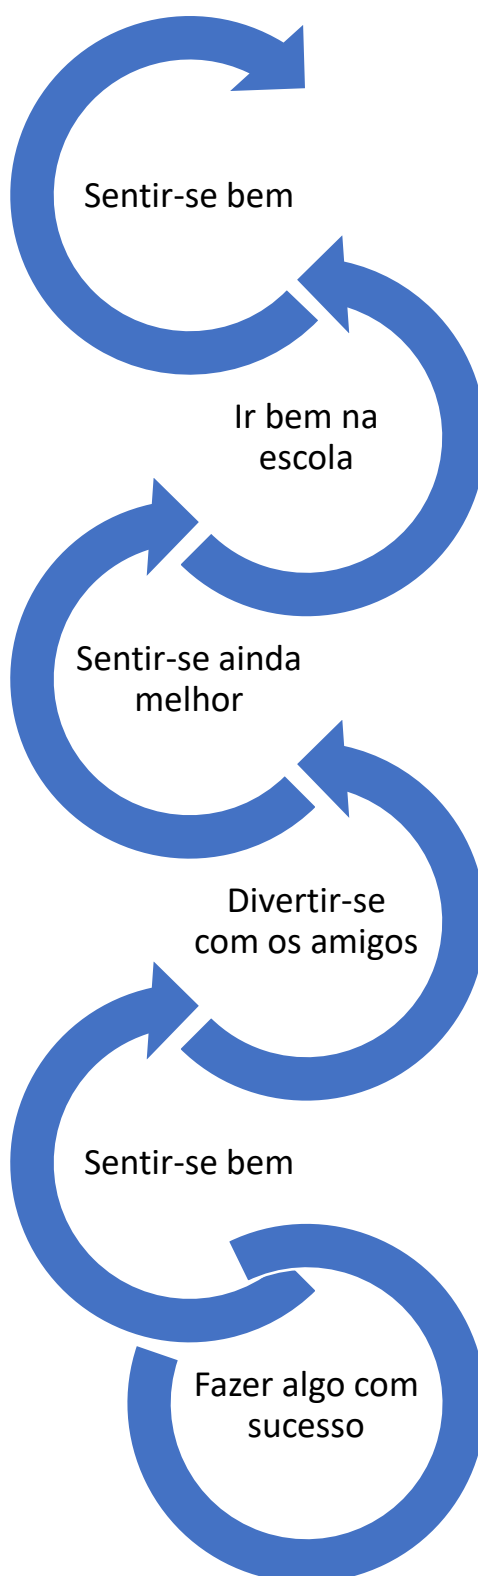 Sentir-se bem
Ir bem na
escola
Sentir-se ainda
melhor
Divertir-se
com os amigos
Sentir-se bem
Fazer algo com
sucesso